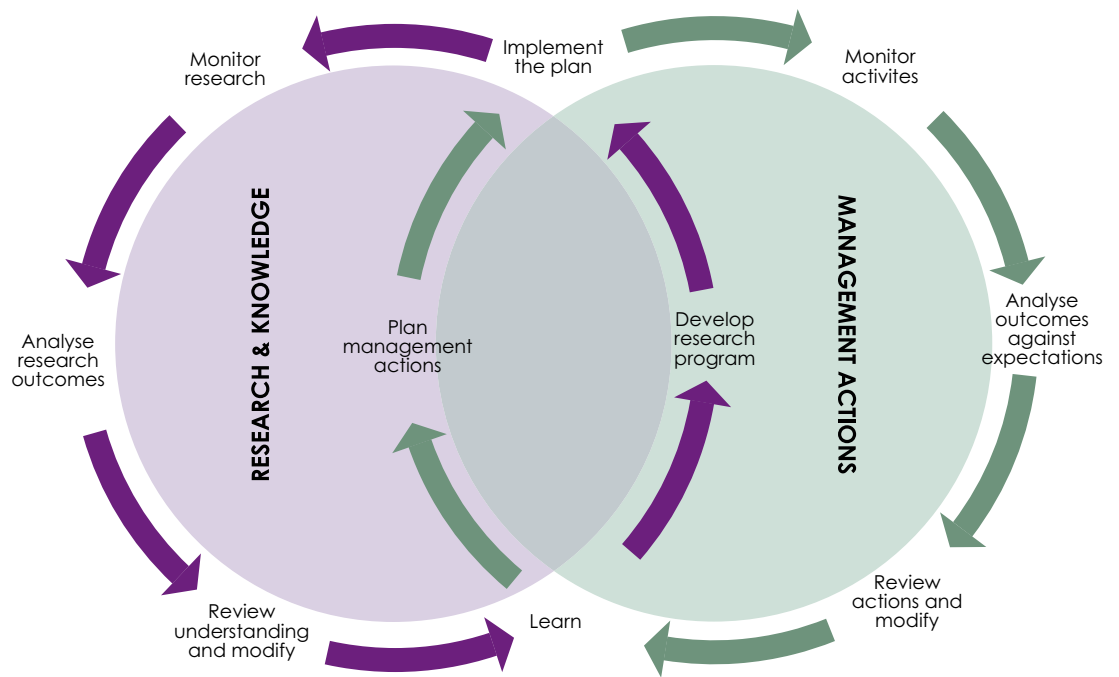 Implement
the plan
Monitor
research
Monitor
activites
RESEARCH & KNOWLEDGE
MANAGEMENT ACTIONS
Analyse
research
outcomes
Plan
management
actions
Develop
research
program
Analyse
outcomes
against
expectations
Review
understanding
and modify
Learn
Review
actions and
modify